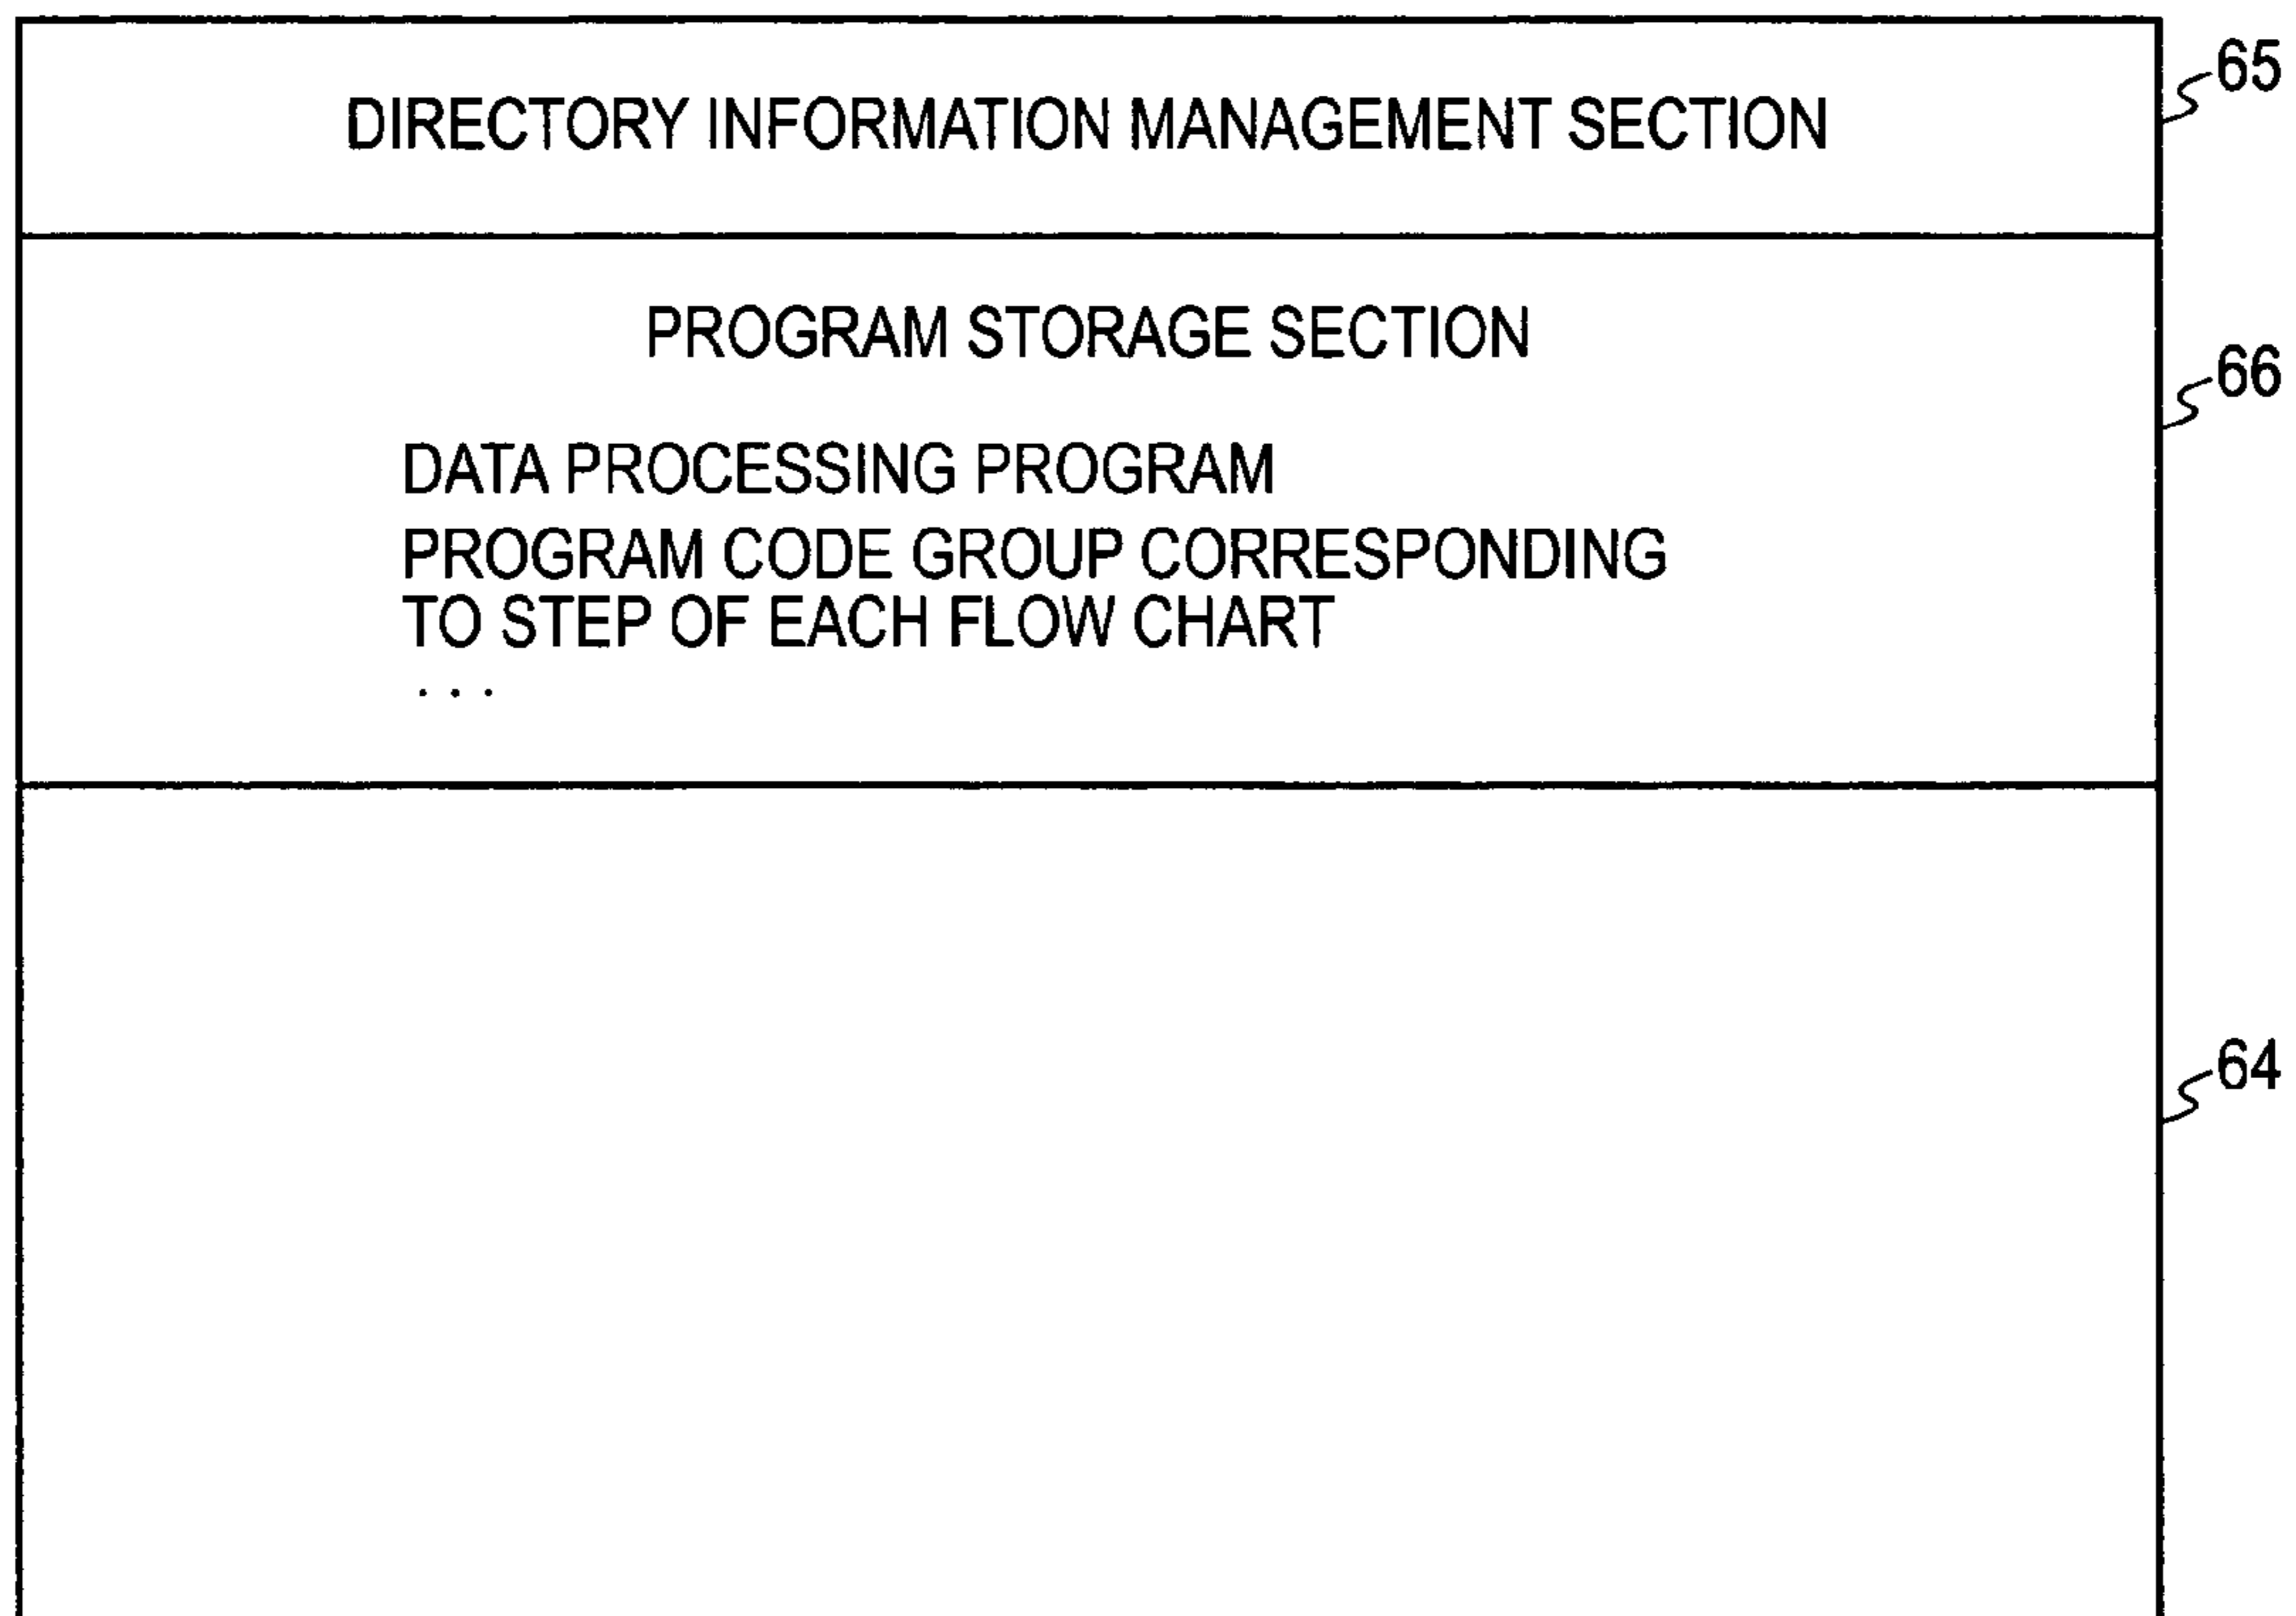 65
DIRECTORY INFORMATION MANAGEMENT SECTION
PROGRAM STORAGE SECTION
66
DATA PROCESSING PROGRAM
PROGRAM CODE GROUP CORRESPONDING
TO STEP OF EACH FLOW CHART
. . .
64